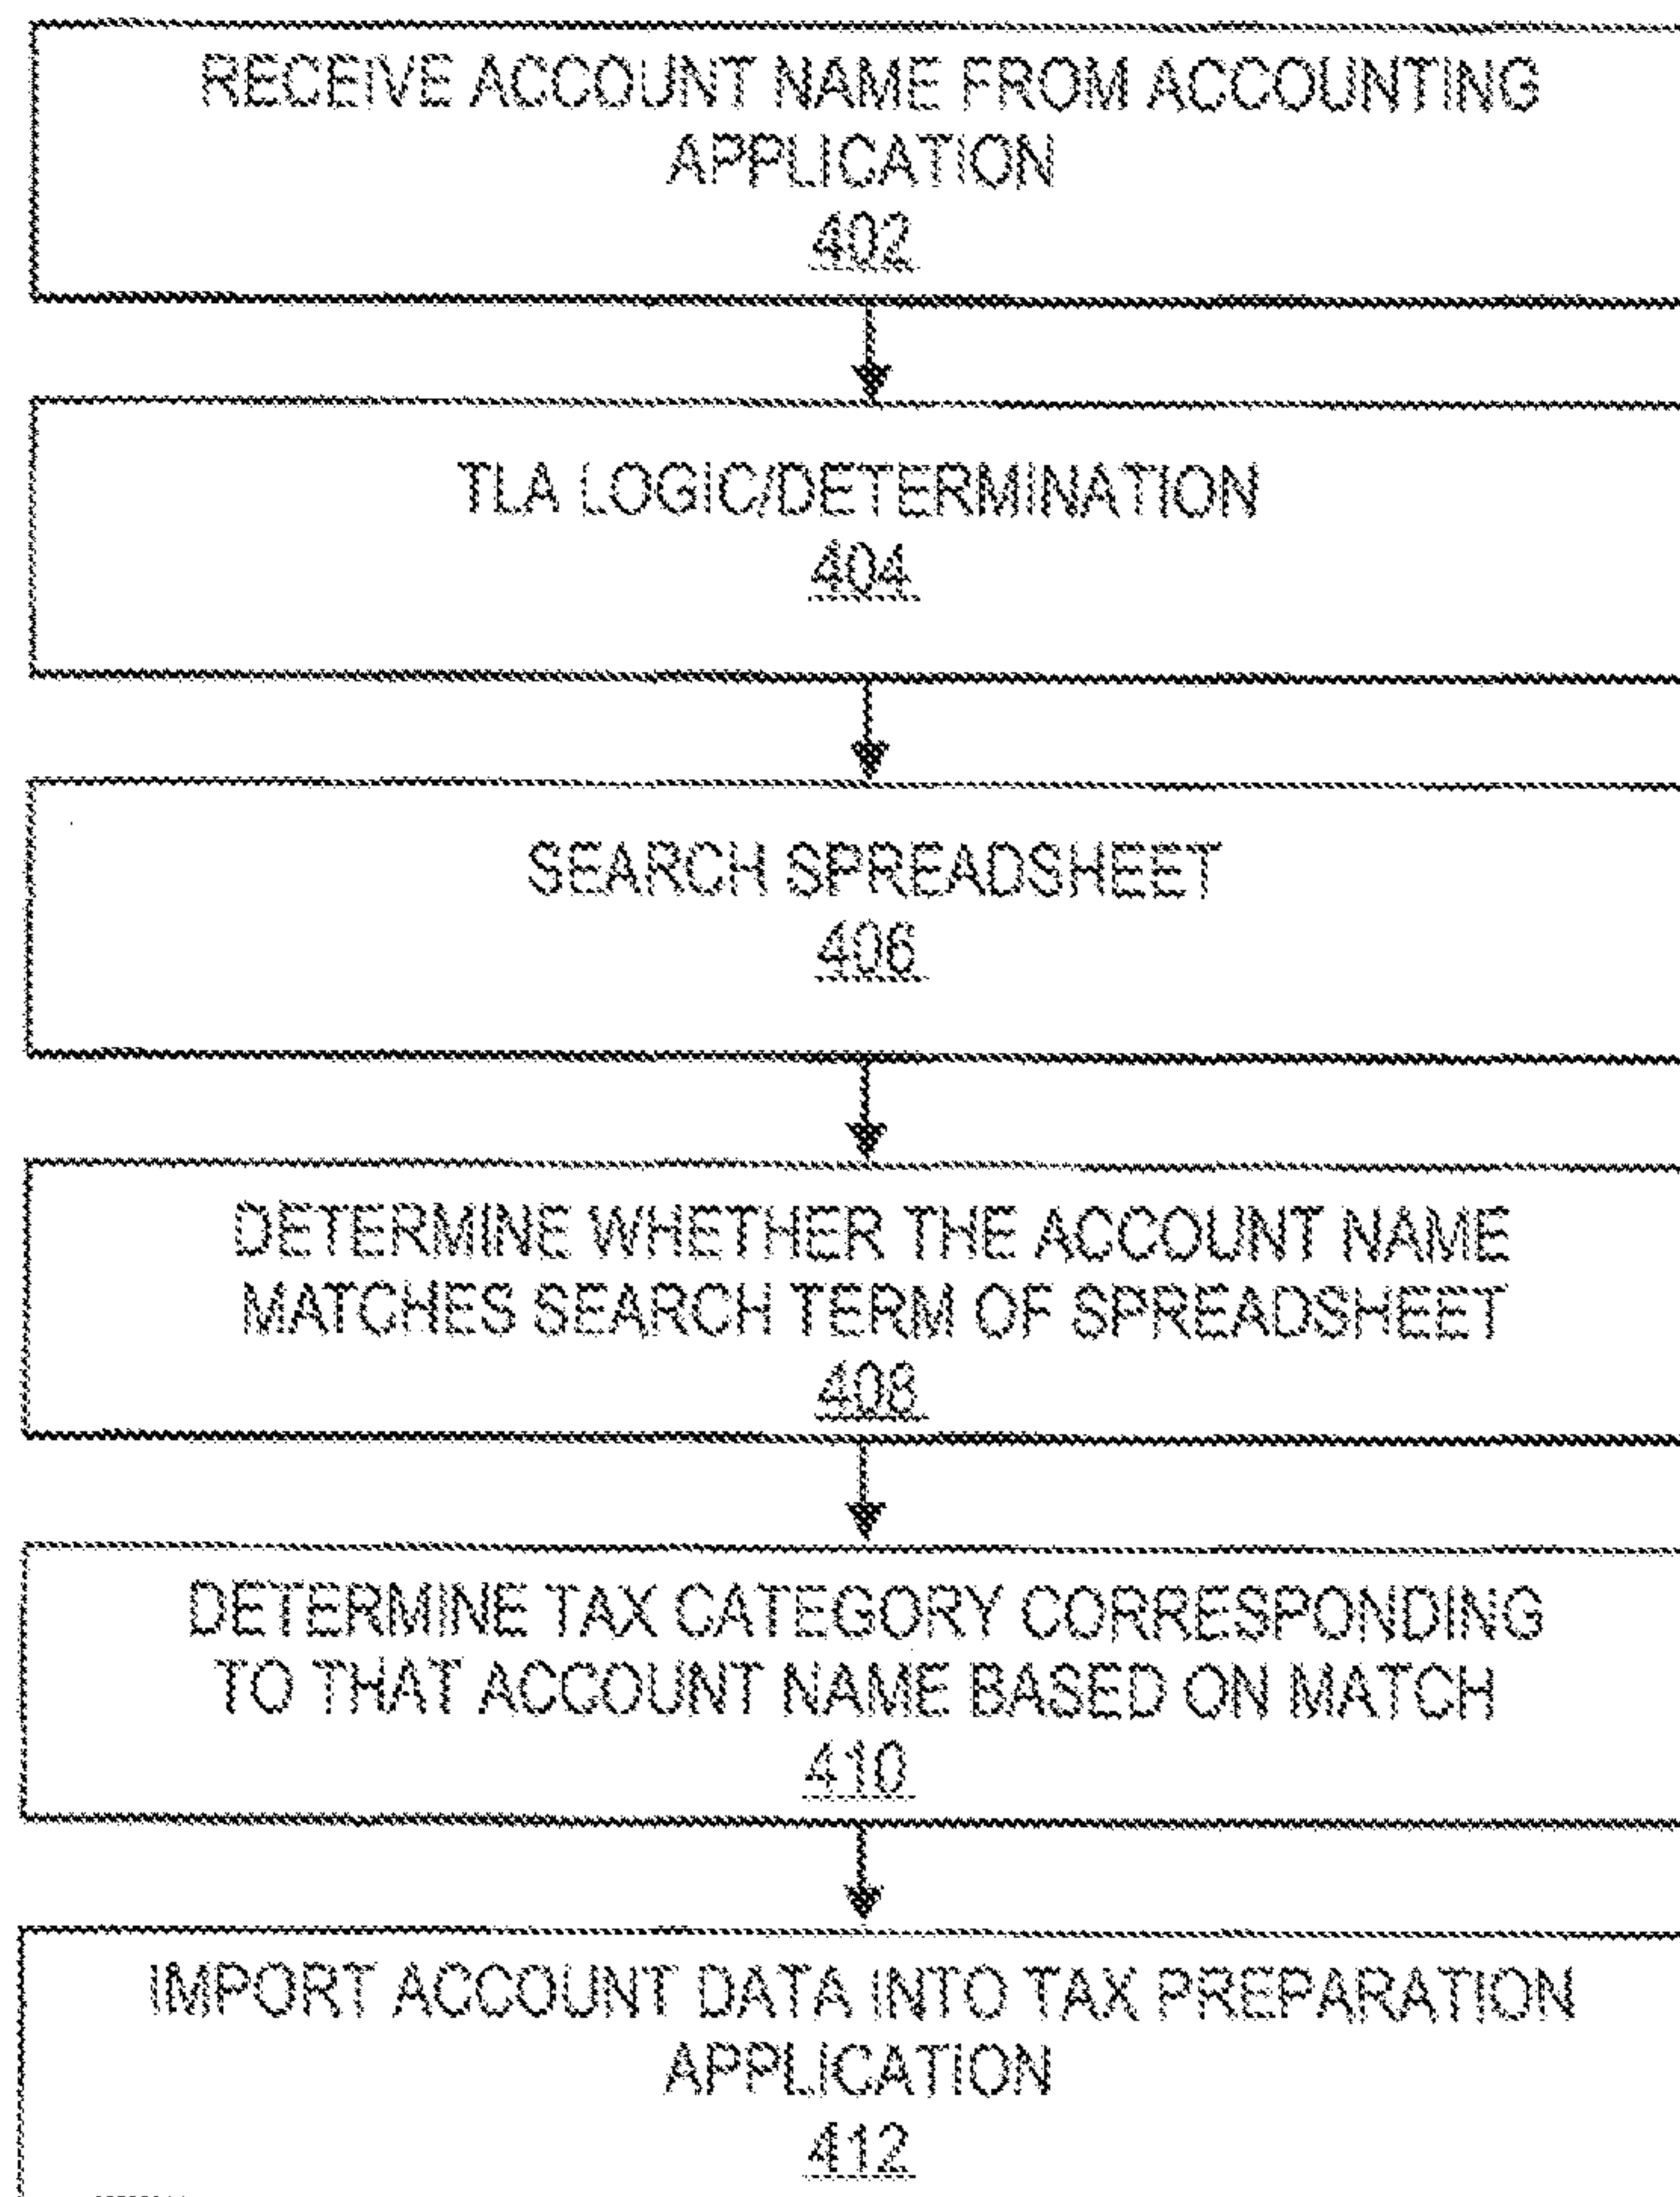 RECEIVE ACCOUNT NAME FROM ACCOUNTING
APPLICATION
402
TLA LOGIC/DETERMINATION
404
SEARCH SPREADSHEET
406
DETERMINE WHETHER THE ACCOUNT NAME
MATCHES SEARCH TERM OF SPREADSHEET
408
DETERMINE TAX CATEGORY CORRESPONDING
TO THAT ACCOUNT NAME BASED ON MATCH
410
IMPORT ACCOUNT DATA INTO TAX PREPARATION
APPLICATION
412